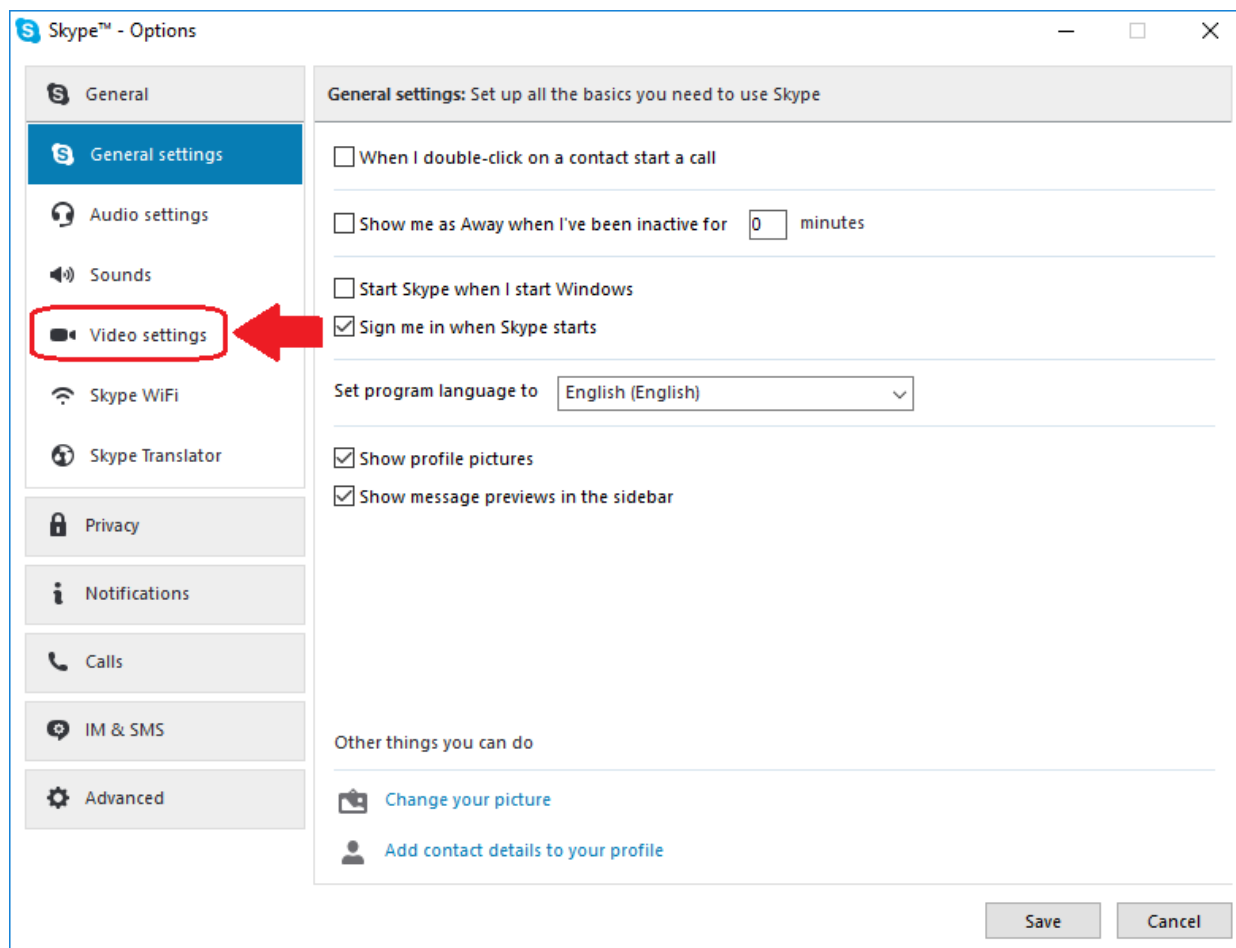 Skype™ - Options
General
General settings
Audio settings
Sounds
Video settings
Skype WiFi
Skype Translator
Privacy
Notifications
Calls
IM & SMS
Advanced
General settings: Set up all the basics you need to use Skype
When I double-click on a contact start a call
Show me as Away when I've been inactive for 0 minutes
Start Skype when I start Windows
Sign me in when Skype starts
Set program language to English (English)
Show profile pictures
Show message previews in the sidebar
Other things you can do
Change your picture
Add contact details to your profile
Save Cancel